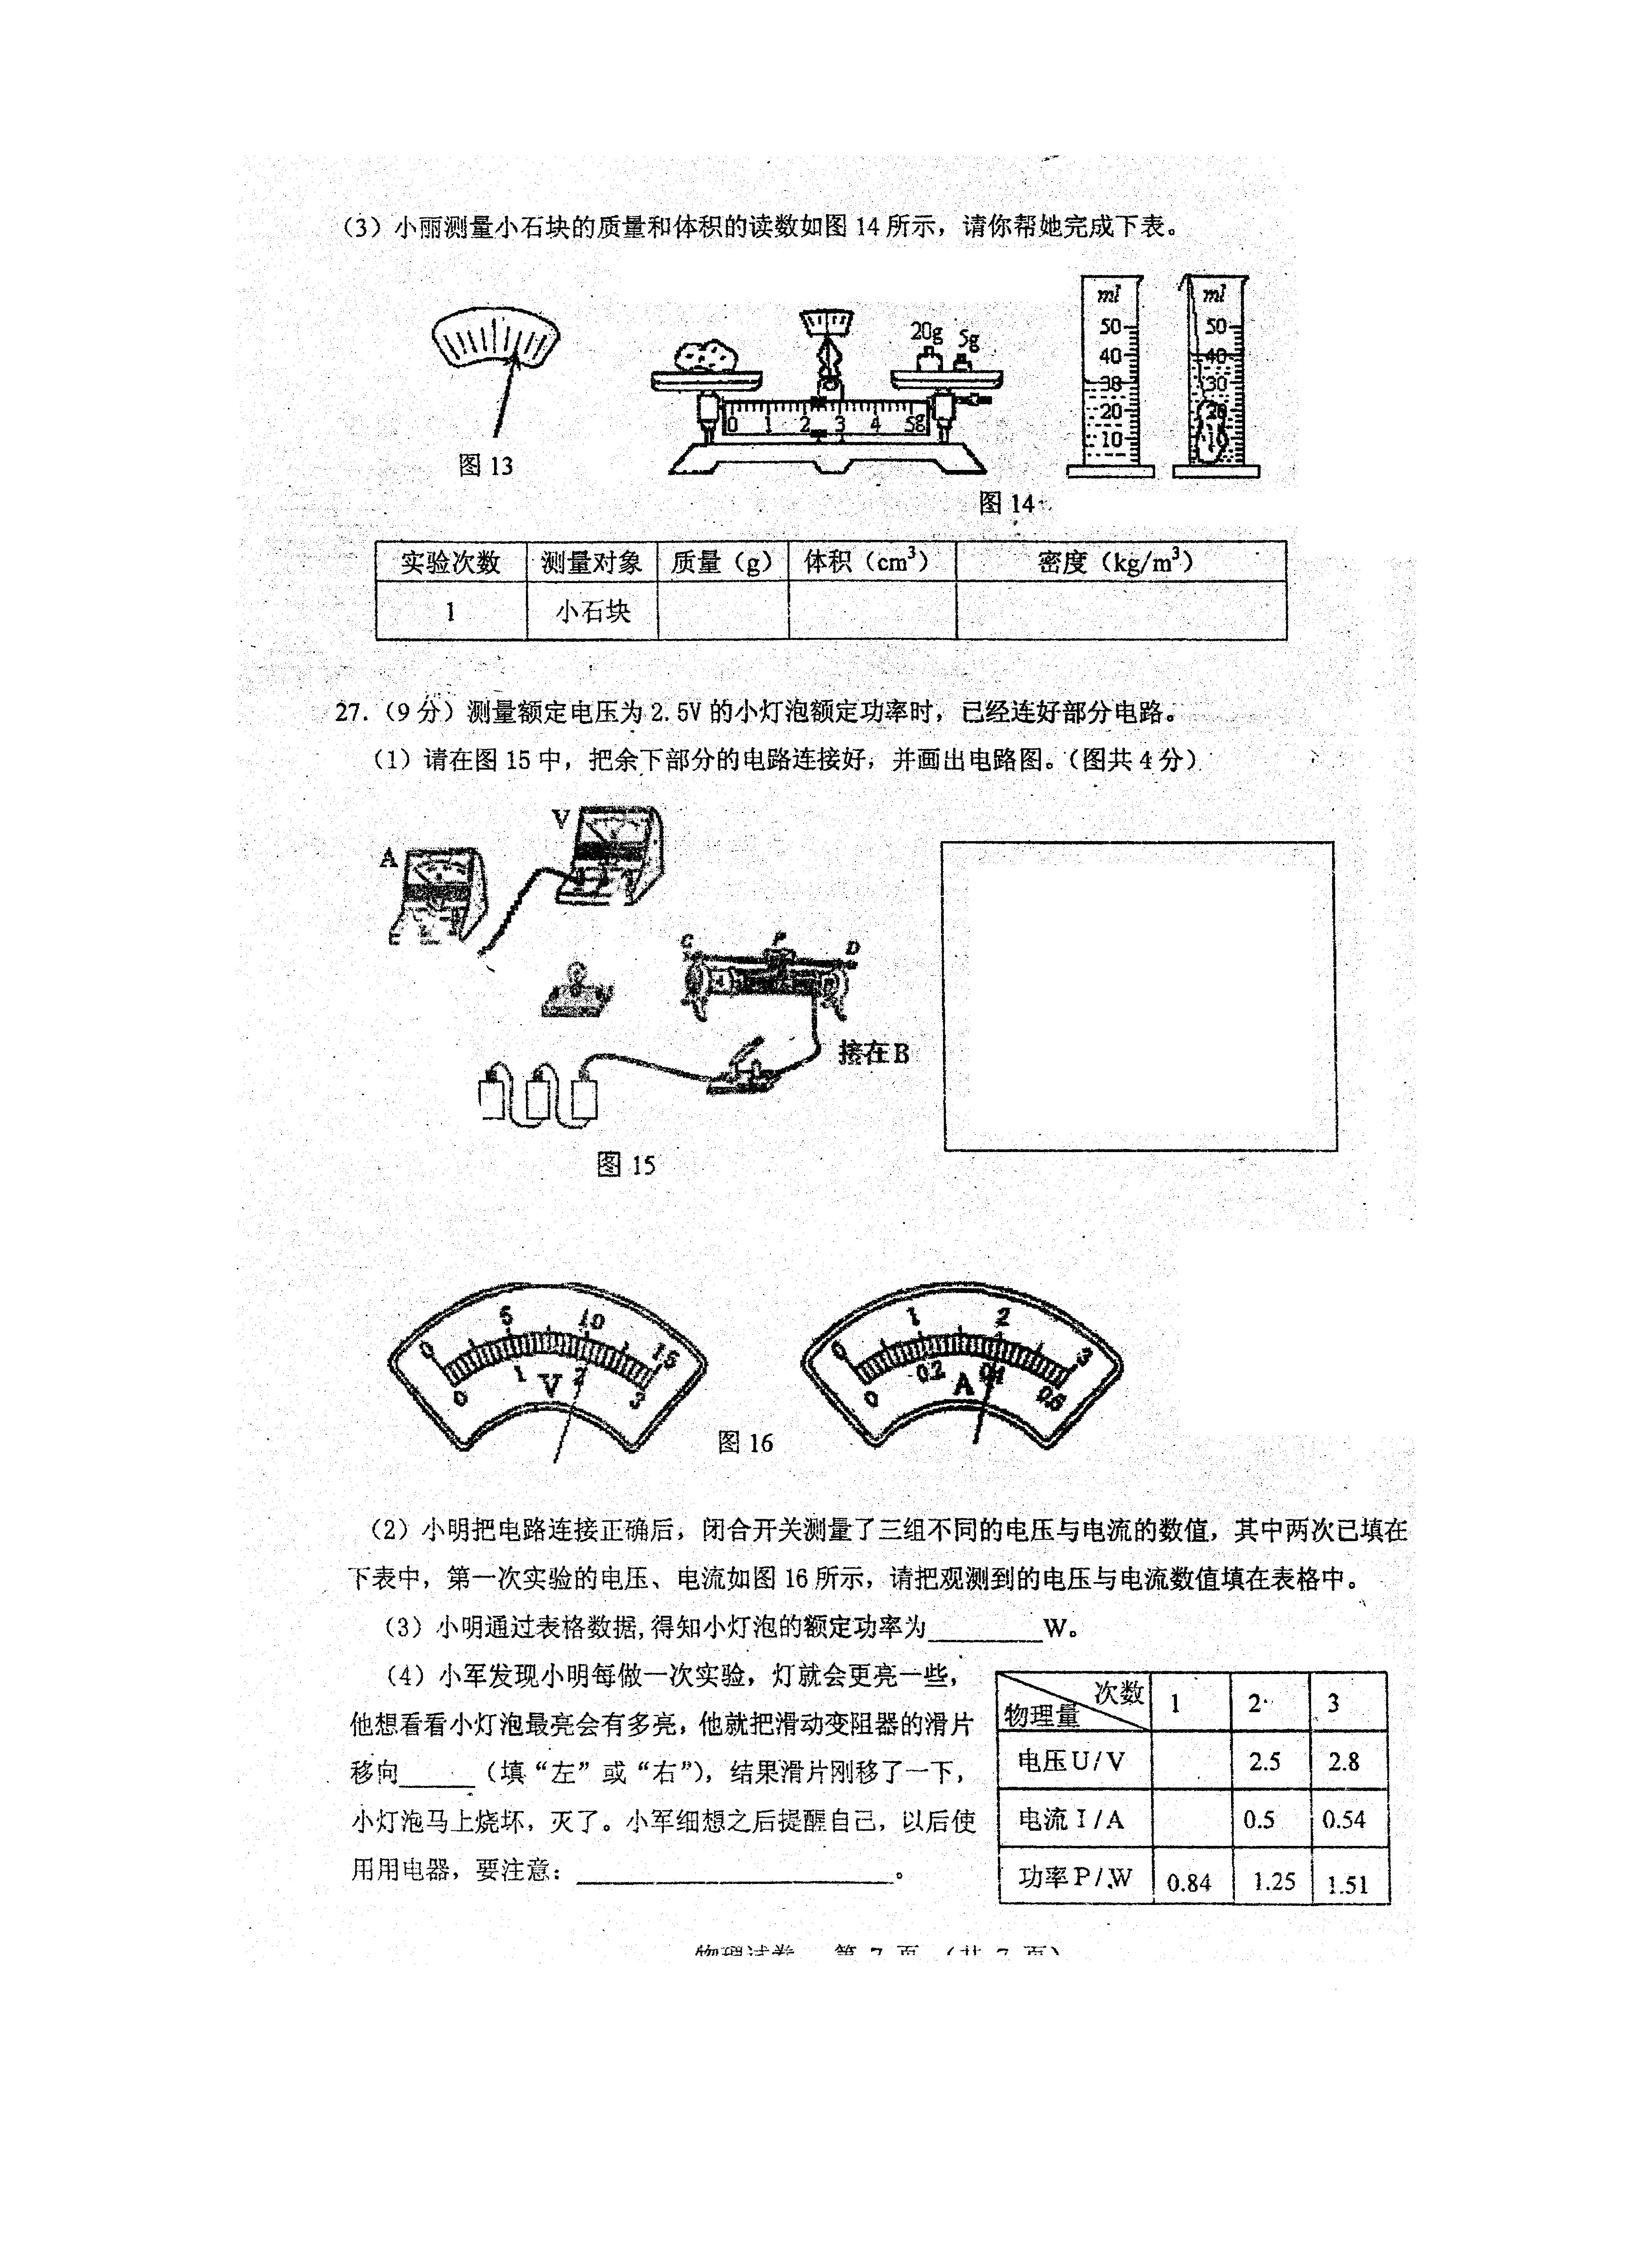 （3）小丽测量小石块的质量和体积的读数如图 14 所示，请你帮她完成下表。
20g 5g
ml ml
50 50
40 40
30 30
20 20
10 10
0 1 2 3 4 5g
图 13
图 14
实验次数 测量对象 质量（g） 体积（cm³） 密度（kg/m³）
1 小石块
27.（9 分）测量额定电压为 2.5V 的小灯泡额定功率时，已经连好部分电路。
（1）请在图 15 中，把余下部分的电路连接好，并画出电路图。（图共 4 分）
V
A
C P D
接在 B
图 15
0 5 10 15
0 1 2 3
V
0 1 2 3
0 0.2 0.4 0.6
A
图 16
（2）小明把电路连接正确后，闭合开关测量了三组不同的电压与电流的数值，其中两次已填在
下表中，第一次实验的电压、电流如图 16 所示，请把观测到的电压与电流数值填在表格中。
（3）小明通过表格数据,得知小灯泡的额定功率为________W。
（4）小军发现小明每做一次实验，灯就会更亮一些，
他想看看小灯泡最亮会有多亮，他就把滑动变阻器的滑片
移向_____（填“左”或“右”），结果滑片刚移了一下，
小灯泡马上烧坏，灭了。小军细想之后提醒自己，以后使
用用电器，要注意：______________________。
次数 物理量 1 2 3
电压 U/V 2.5 2.8
电流 I/A 0.5 0.54
功率 P/W 0.84 1.25 1.51
物理试卷 第 7 页 （共 7 页）